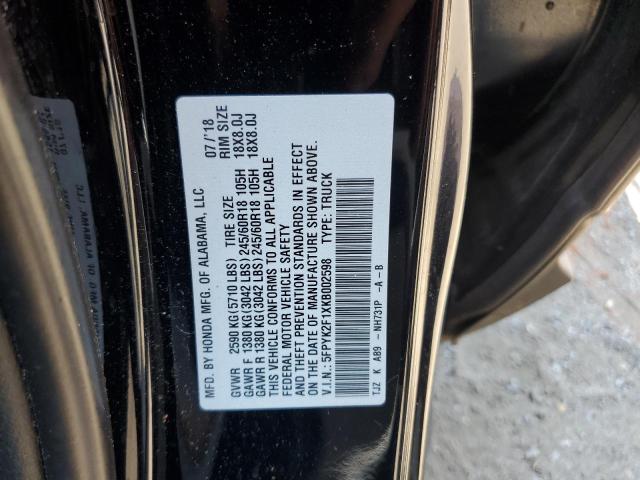 MFD. BY HONDA MFG. OF ALABAMA, LLC 07/'18
GVWR 2590 KG (5710 LBS) TIRE SIZE RIM SIZE
GAWR F 1380 KG (3042 LBS) 245/60R18 105H 18X8.0J
GAWR R 1380 KG (3042 LBS) 245/60R18 105H 18X8.0J
THIS VEHICLE CONFORMS TO ALL APPLICABLE
FEDERAL MOTOR VEHICLE SAFETY
AND THEFT PREVENTION STANDARDS IN EFFECT
ON THE DATE OF MANUFACTURE SHOWN ABOVE.
V.I.N.: 5FPYK2F1XKB002598 TYPE: TRUCK
TJZ K A89 - NH731P -A -B